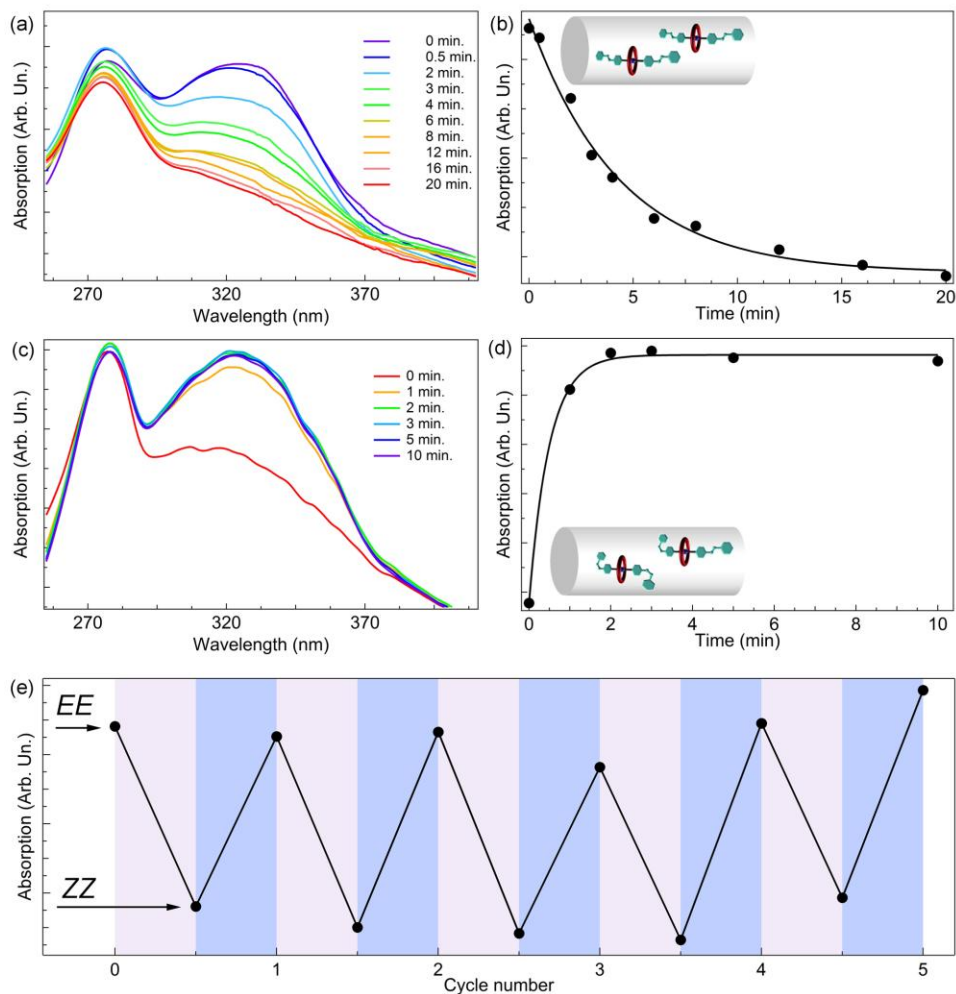 (a)
Absorption (Arb. Un.)
0 min.
0.5 min.
2 min.
3 min.
4 min.
6 min.
8 min.
12 min.
16 min.
20 min.
270
320
370
Wavelength (nm)
(b)
Absorption (Arb. Un.)
0
5
10
15
20
Time (min)
(c)
Absorption (Arb. Un.)
0 min.
1 min.
2 min.
3 min.
5 min.
10 min.
270
320
370
Wavelength (nm)
(d)
Absorption (Arb. Un.)
0
2
4
6
8
10
Time (min)
(e)
Absorption (Arb. Un.)
EE
ZZ
0
1
2
3
4
5
Cycle number